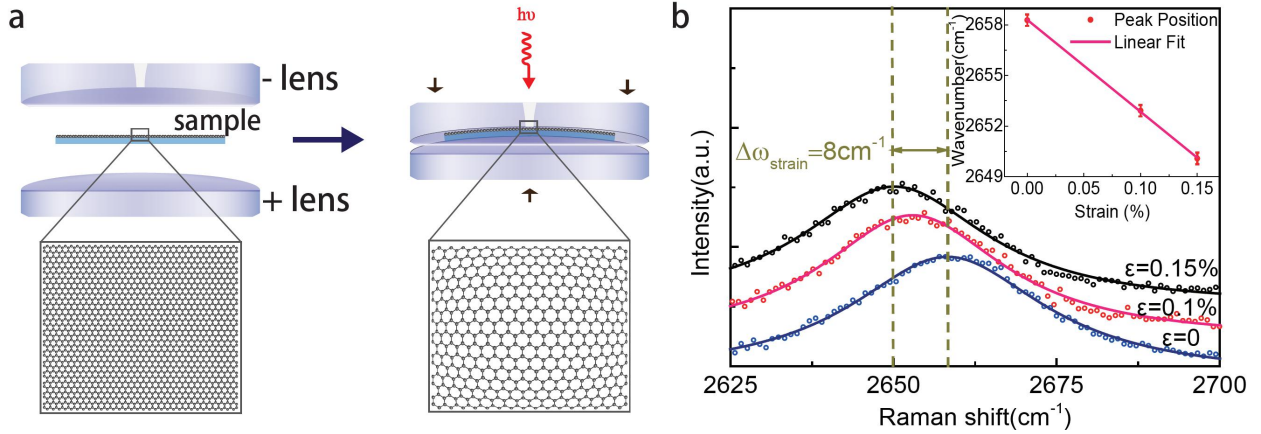 a
hν
- lens
sample
+ lens
b
Intensity(a.u.)
Δω_strain=8cm⁻¹
ε=0.15%
ε=0.1%
ε=0
2625
2650
2675
2700
Raman shift(cm⁻¹)
Wavenumber(cm⁻¹)
2658
2655
2652
2649
Peak Position
Linear Fit
0.00
0.05
0.10
0.15
Strain (%)